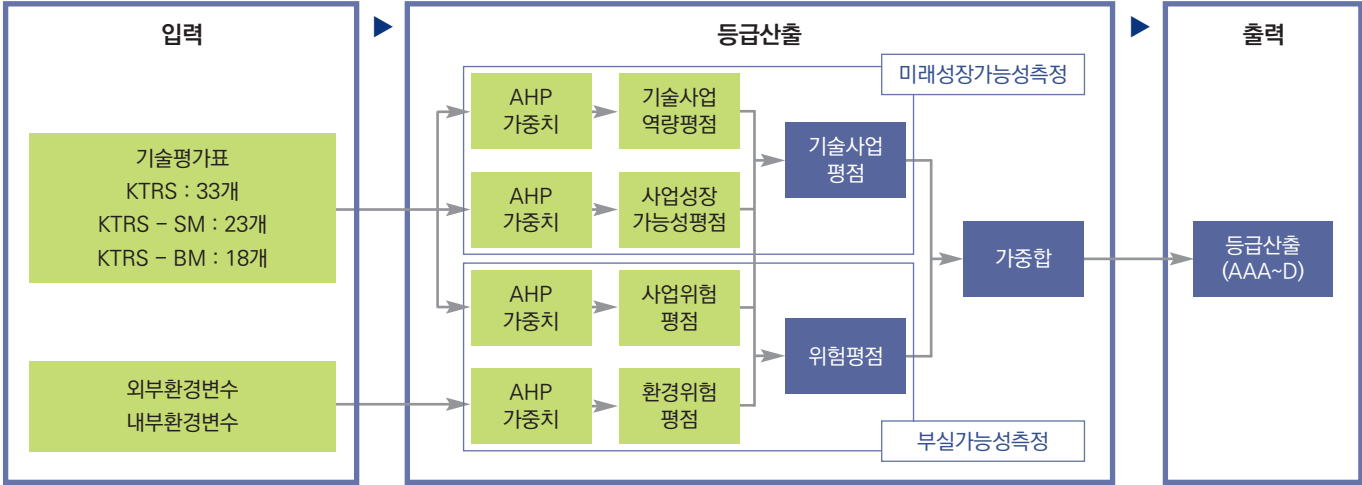 입력
기술평가표
KTRS : 33개
KTRS - SM : 23개
KTRS - BM : 18개
외부환경변수
내부환경변수
등급산출
미래성장가능성측정
AHP
가중치
기술사업
역량평점
AHP
가중치
사업성장
가능성평점
기술사업
평점
AHP
가중치
사업위험
평점
AHP
가중치
환경위험
평점
위험평점
부실가능성측정
가중합
출력
등급산출
(AAA~D)